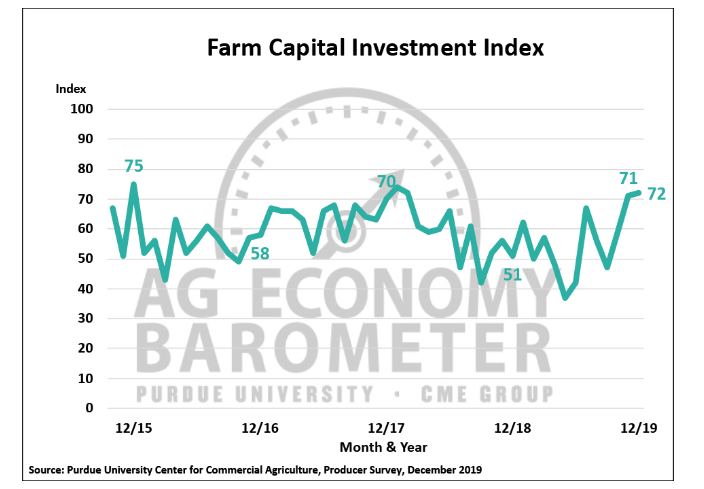 Farm Capital Investment Index
Index
100
90
80
70
60
50
40
30
20
10
0
75
58
70
51
71
72
AG ECONOMY
BAROMETER
PURDUE UNIVERSITY · CME GROUP
12/15 12/16 12/17 12/18 12/19
Month & Year
Source: Purdue University Center for Commercial Agriculture, Producer Survey, December 2019